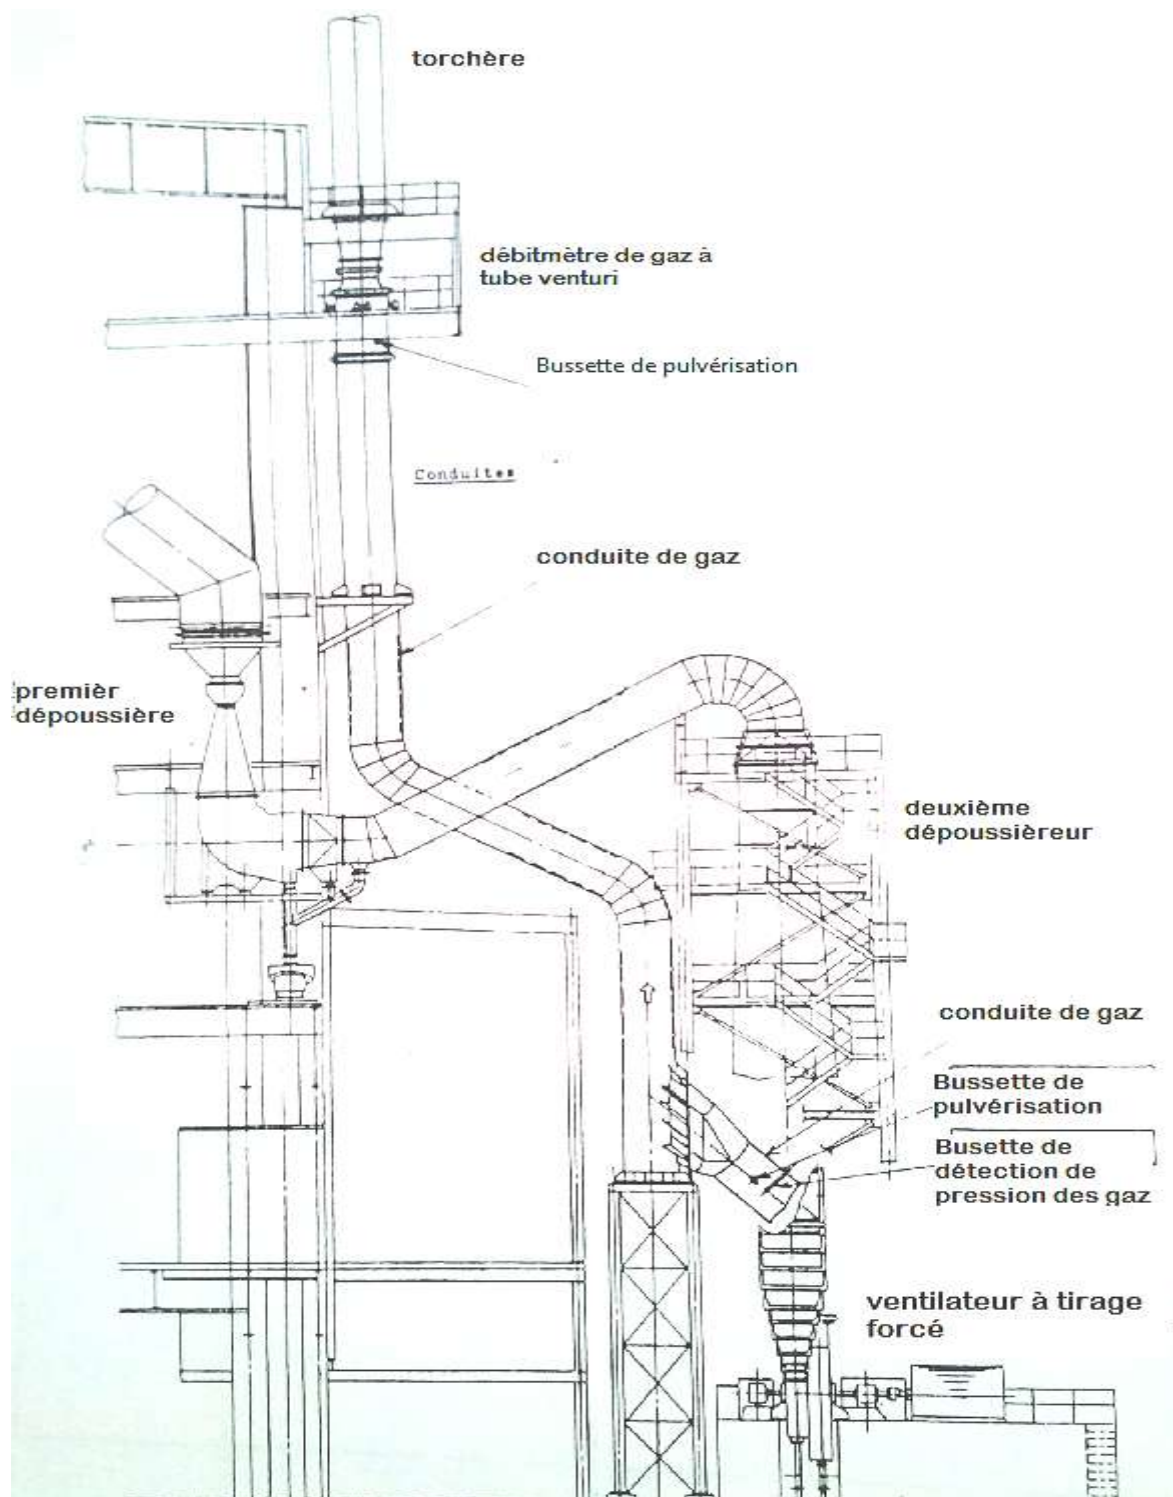 torchère
débitmètre de gaz à
tube venturi
Bussette de pulvérisation
Conduites
conduite de gaz
premièr
dépoussière
deuxième
dépoussièreur
conduite de gaz
Bussette de
pulvérisation
Busette de
détection de
pression des gaz
ventilateur à tirage
forcé